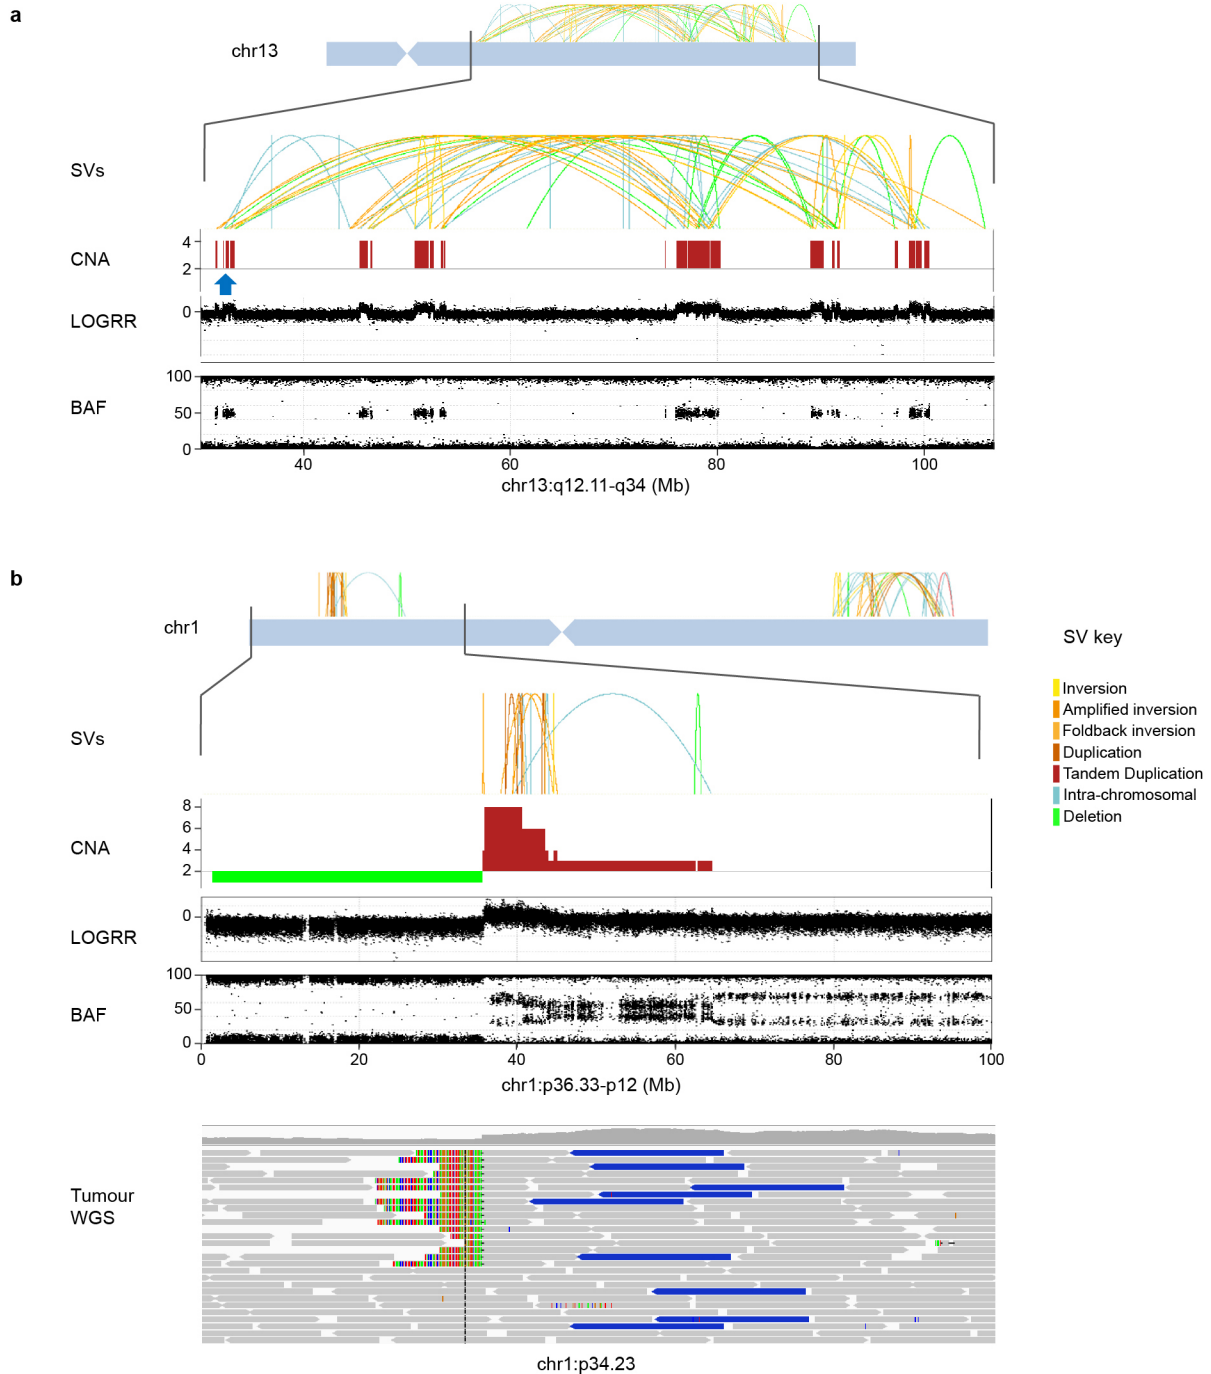 a
chr13
SVs
CNA
4
2
LOGRR
0
BAF
100
50
0
40
60
80
100
chr13:q12.11-q34 (Mb)
b
chr1
SV key
Inversion
Amplified inversion
Foldback inversion
Duplication
Tandem Duplication
Intra-chromosomal
Deletion
SVs
CNA
8
6
4
2
LOGRR
0
BAF
100
50
0
0
20
40
60
80
100
chr1:p36.33-p12 (Mb)
Tumour
WGS
chr1:p34.23